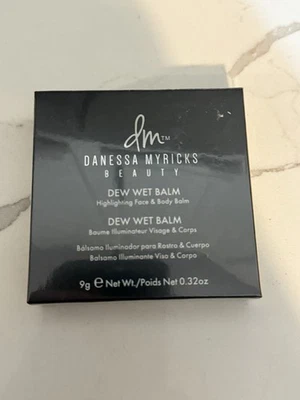 dm™
DANESSA MYRICKS
BEAUTY
DEW WET BALM
Highlighting Face & Body Balm
DEW WET BALM
Baume Illuminateur Visage & Corps
Bálsamo Iluminador para Rostro & Cuerpo
Balsamo Illuminante Viso & Corpo
9g ℮ Net Wt./Poids Net 0.32oz